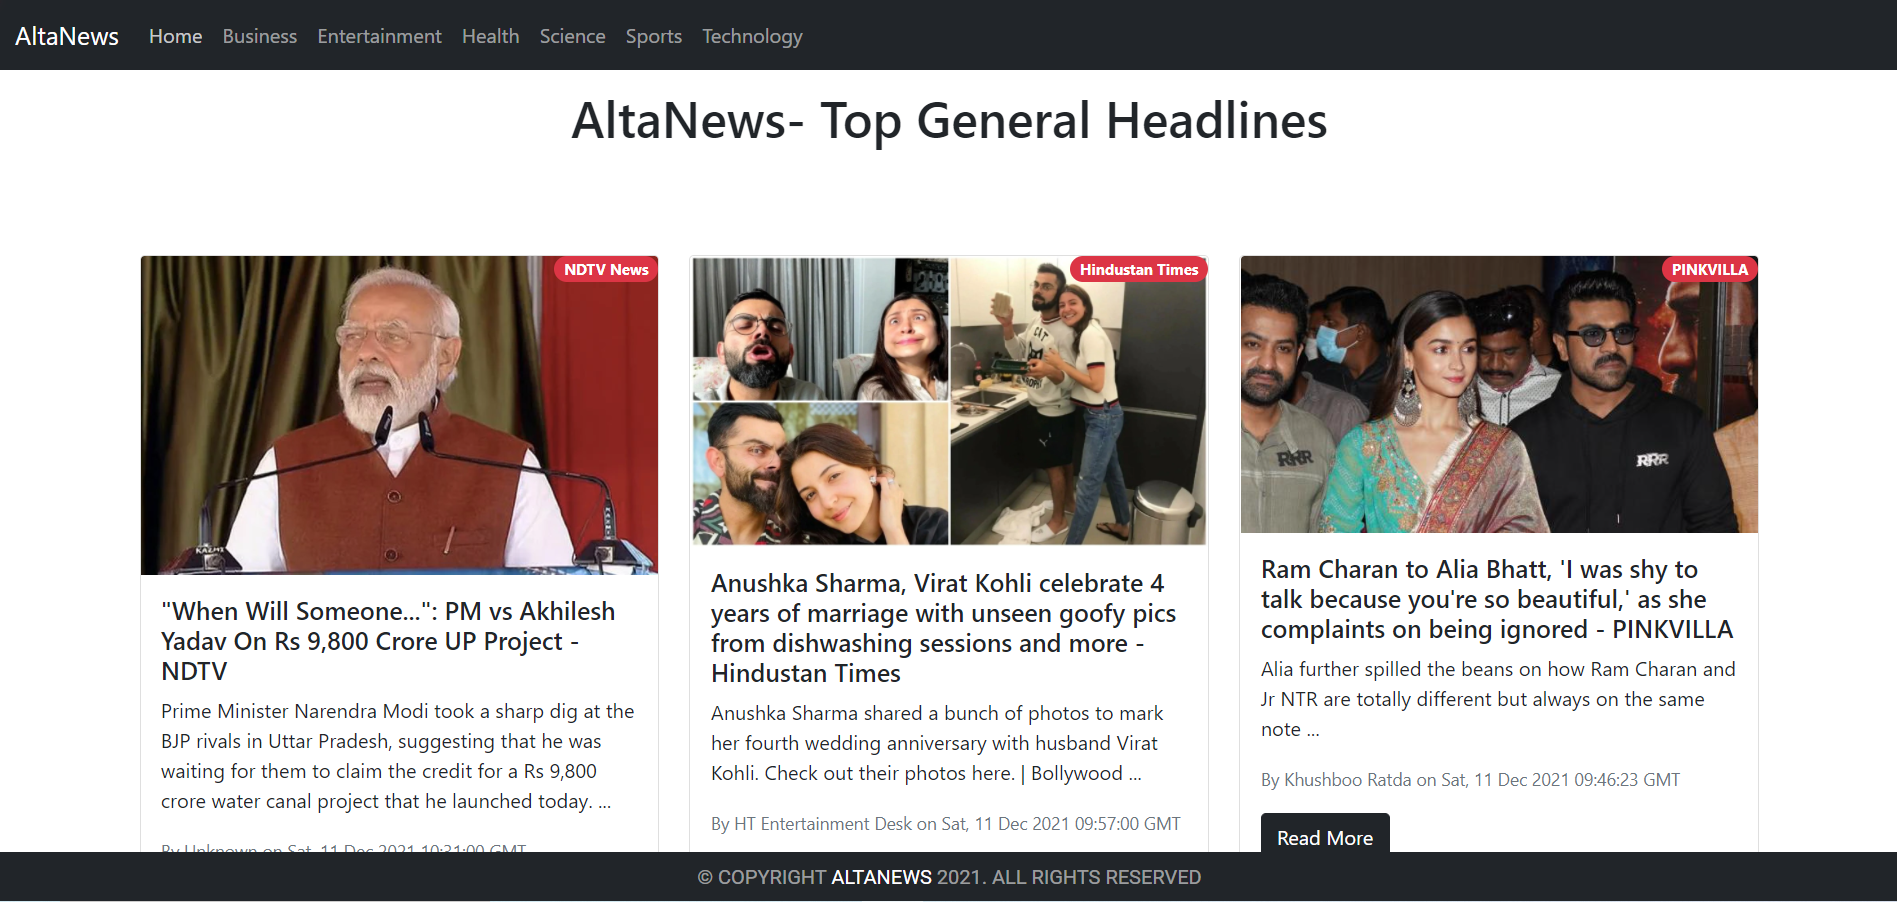 AltaNews Home Business Entertainment Health Science Sports Technology
AltaNews- Top General Headlines
NDTV News
KAZMI
"When Will Someone...": PM vs Akhilesh
Yadav On Rs 9,800 Crore UP Project -
NDTV
Prime Minister Narendra Modi took a sharp dig at the
BJP rivals in Uttar Pradesh, suggesting that he was
waiting for them to claim the credit for a Rs 9,800
crore water canal project that he launched today. ...
By Unknown on Sat, 11 Dec 2021 10:31:00 GMT
Hindustan Times
Anushka Sharma, Virat Kohli celebrate 4
years of marriage with unseen goofy pics
from dishwashing sessions and more -
Hindustan Times
Anushka Sharma shared a bunch of photos to mark
her fourth wedding anniversary with husband Virat
Kohli. Check out their photos here. | Bollywood ...
By HT Entertainment Desk on Sat, 11 Dec 2021 09:57:00 GMT
PINKVILLA
RRR
RRR
Ram Charan to Alia Bhatt, 'I was shy to
talk because you're so beautiful,' as she
complaints on being ignored - PINKVILLA
Alia further spilled the beans on how Ram Charan and
Jr NTR are totally different but always on the same
note ...
By Khushboo Ratda on Sat, 11 Dec 2021 09:46:23 GMT
Read More
© COPYRIGHT ALTANEWS 2021. ALL RIGHTS RESERVED